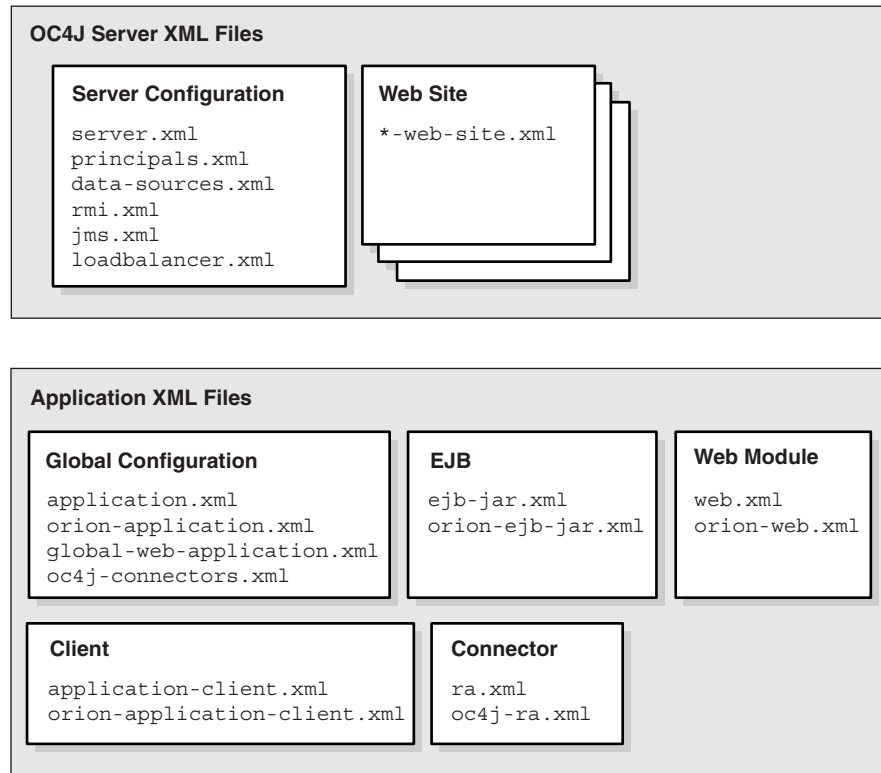 OC4J Server XML Files
Server Configuration
server.xml
principals.xml
data-sources.xml
rmi.xml
jms.xml
loadbalancer.xml
Web Site
*-web-site.xml
Application XML Files
Global Configuration
application.xml
orion-application.xml
global-web-application.xml
oc4j-connectors.xml
EJB
ejb-jar.xml
orion-ejb-jar.xml
Web Module
web.xml
orion-web.xml
Client
application-client.xml
orion-application-client.xml
Connector
ra.xml
oc4j-ra.xml